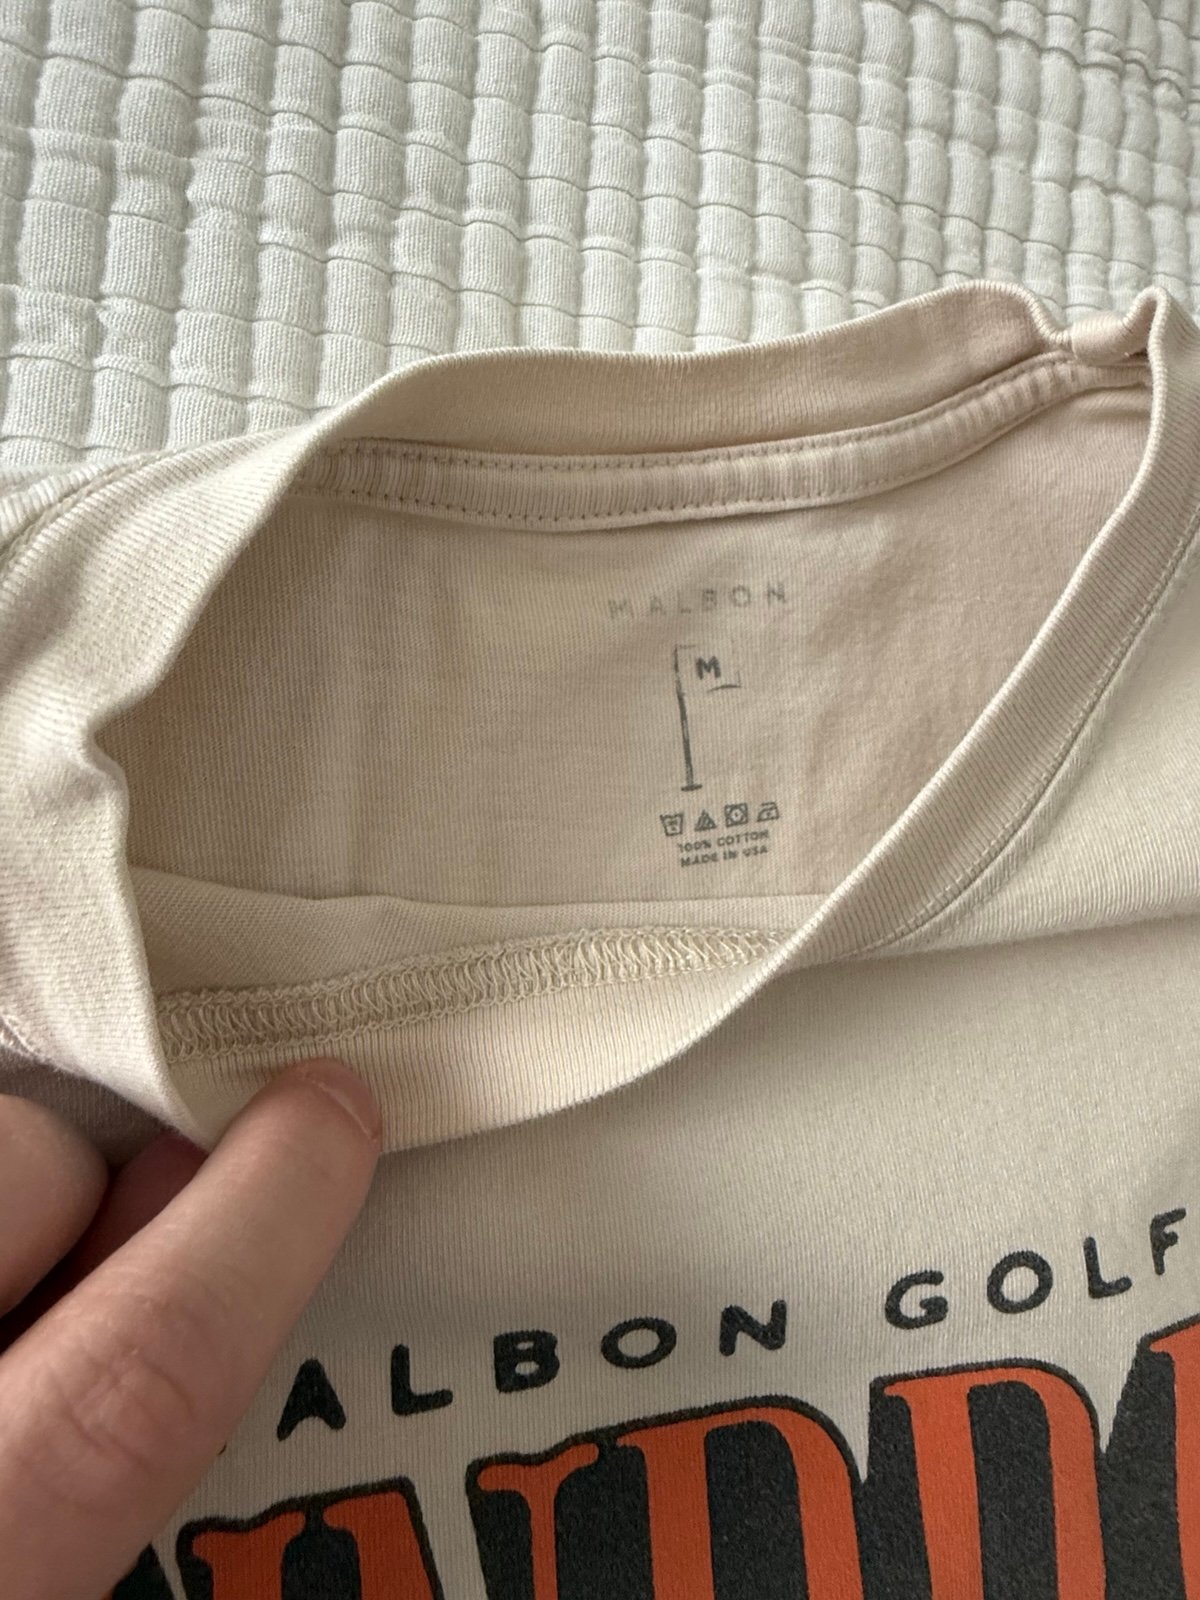 MALBON
M
100% COTTON
MADE IN USA
ALBON GOLF